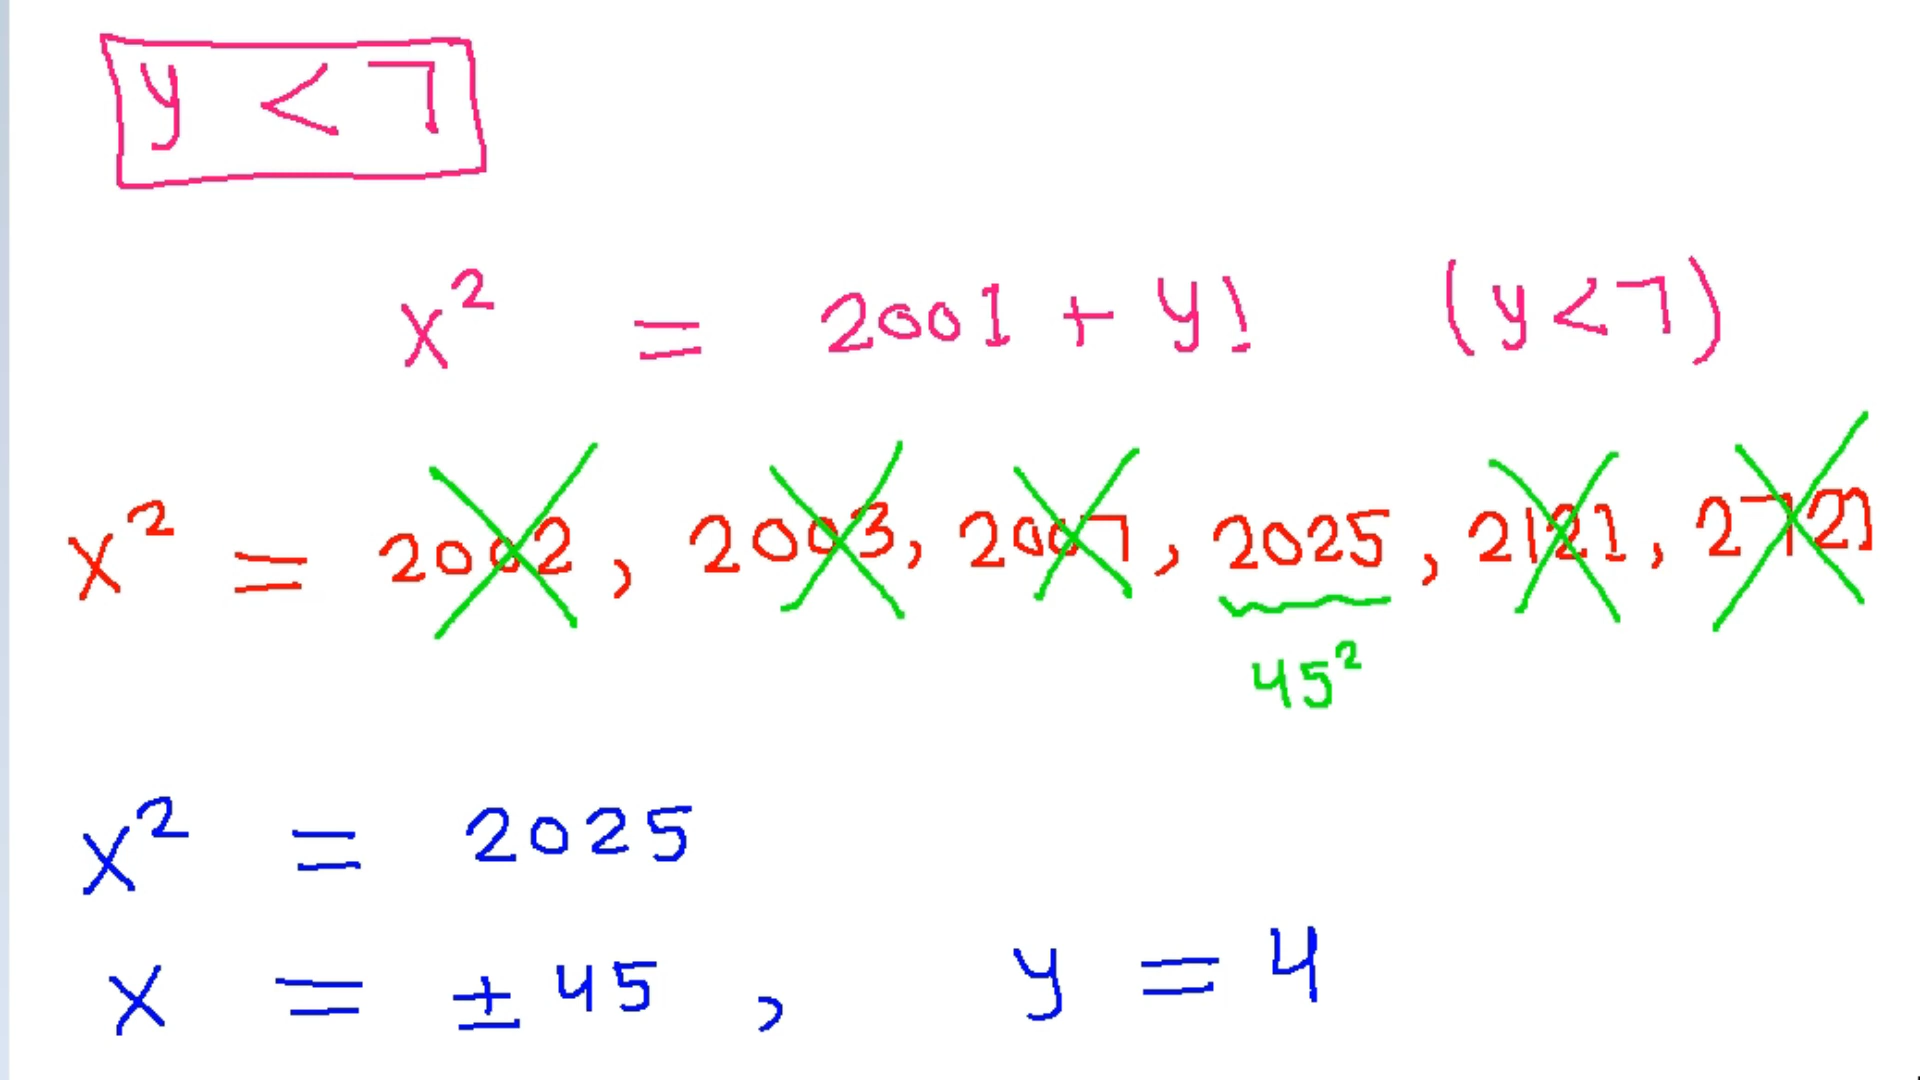 y < 7
x² = 2001 + y! (y < 7)
x² = 2002, 2003, 2007, 2025, 2121, 2721
45²
x² = 2025
x = ± 45, y = 4